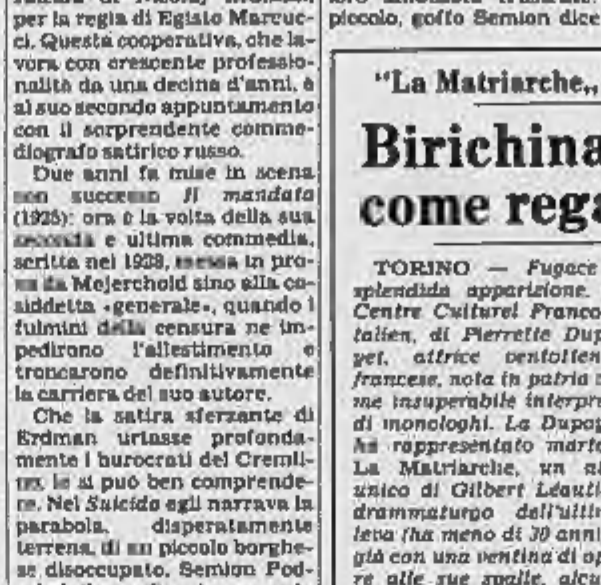 per la regia di Egisto Marcuc-
ci. Questa cooperativa, che la-
vora con crescente professio-
nalità da una decina d'anni, è
al suo secondo appuntamento
con il sorprendente comme-
diografo satirico russo.
Due anni fa mise in scena
con successo Il mandato
(1925): ora è la volta della sua
seconda e ultima commedia,
scritta nel 1928, messa in pro-
va da Mejerchold sino alla co-
siddetta «generale», quando i
fulmini della censura ne im-
pedirono l'allestimento e
troncarono definitivamente
la carriera del suo autore.
Che la satira sferzante di
Erdman urtasse profonda-
mente i burocrati del Cremli-
no, lo si può ben comprende-
re. Nel Suicida egli narrava la
parabola, disperatamente
terrena, di un piccolo borghe-
se disoccupato, Semion Pod-
piccolo, goffo Semion dice
"La Matriarche„
Birichina
come rega
TORINO — Fugace
splendida apparizione,
Centre Culturel Franco
talien, di Pierrette Dup
yet, attrice ventotten
francese, nota in patria
me insuperabile interpre
di monologhi. La Dupoy
ha rappresentato marte
La Matriarche, un at
unico di Gilbert Léauti
drammaturgo dell'ultim
leva (ha meno di 30 anni
già con una ventina di op
re alle sue spalle